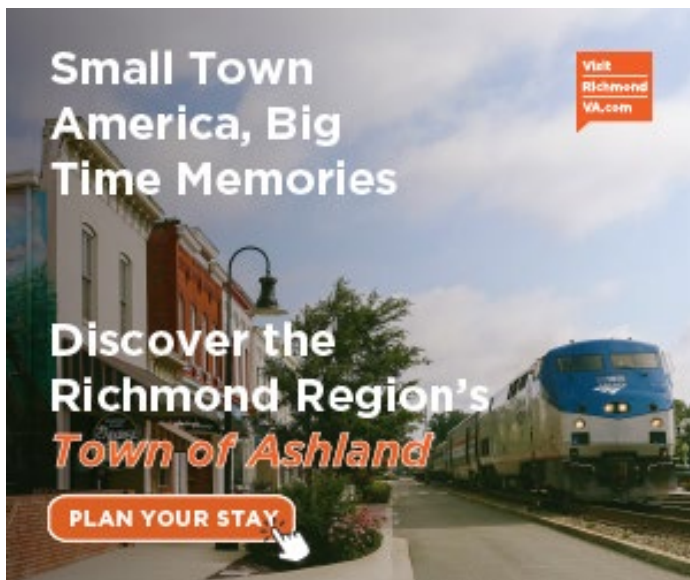 Small Town
America, Big
Time Memories
Visit
Richmond
VA.com
Discover the
Richmond Region's
Town of Ashland
PLAN YOUR STAY